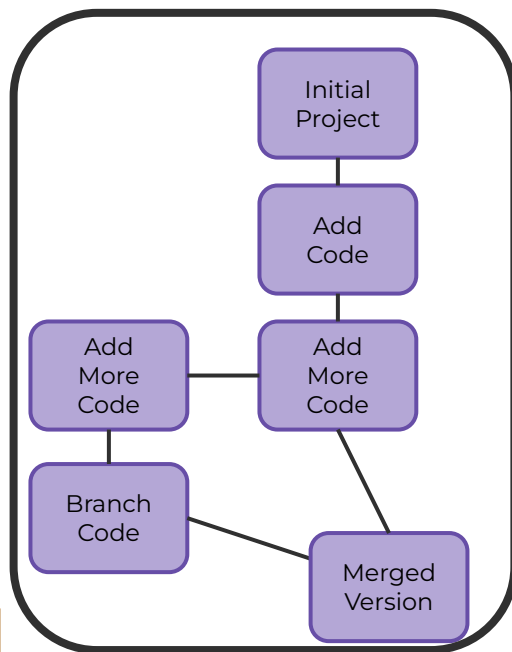 Initial
Project
Add
Code
Add
More
Code
Add
More
Code
Branch
Code
Merged
Version